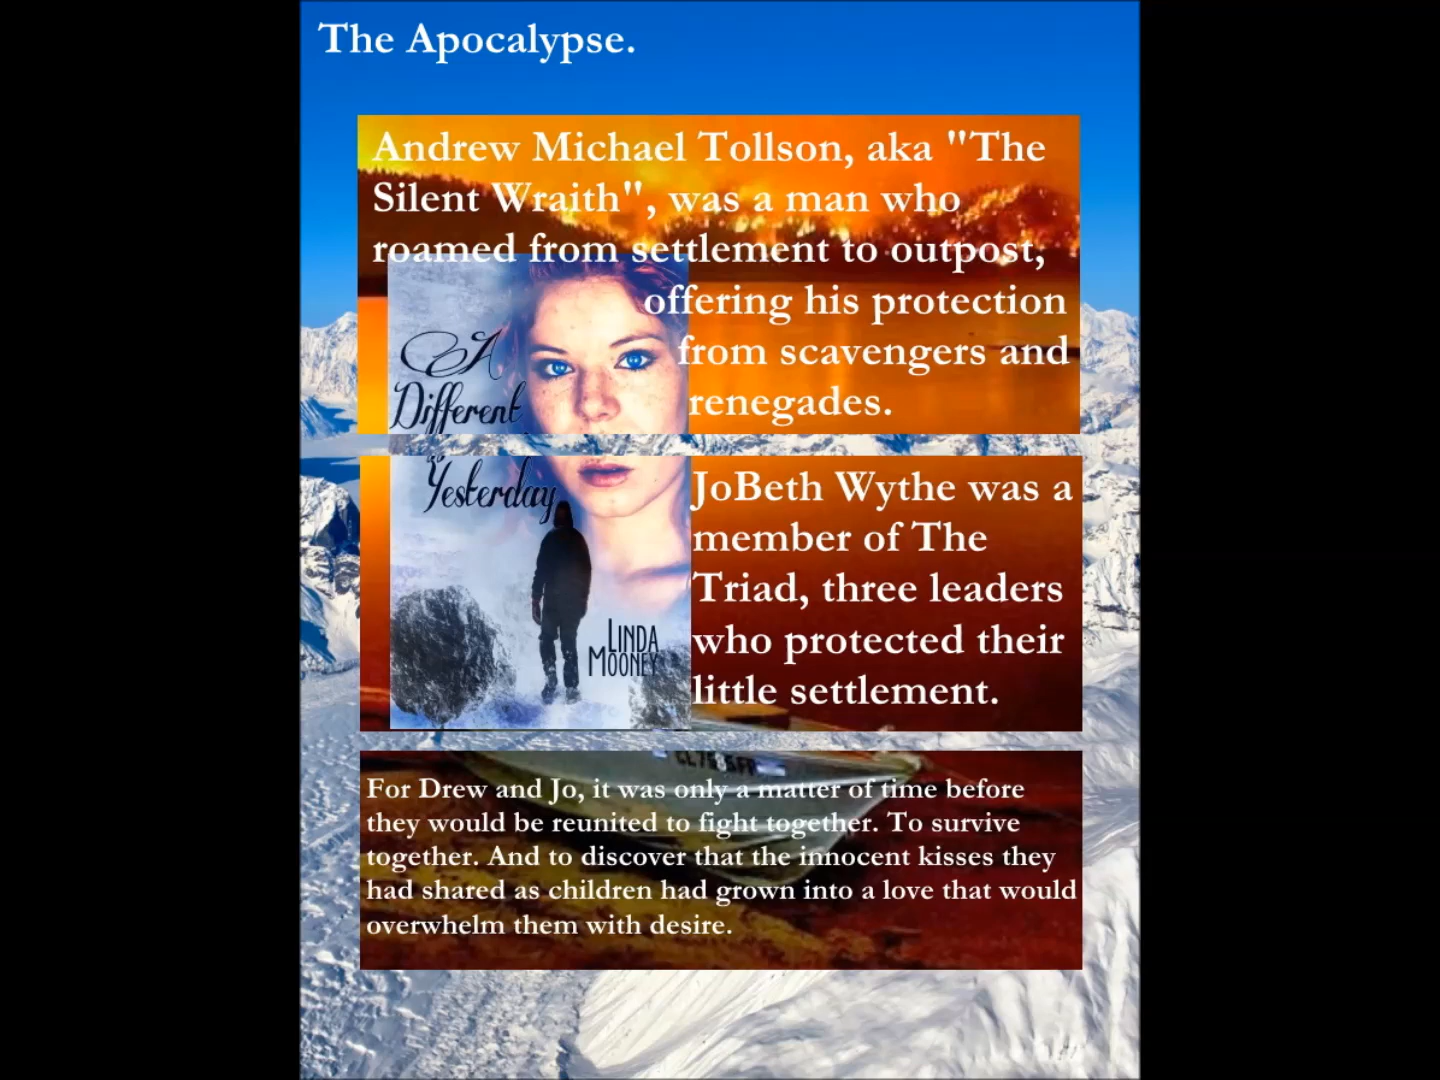 The Apocalypse.
Andrew Michael Tollson, aka "The
Silent Wraith", was a man who
roamed from settlement to outpost,
offering his protection
from scavengers and
renegades.
A
Different
Yesterday
LINDA
MOONEY
JoBeth Wythe was a
member of The
Triad, three leaders
who protected their
little settlement.
For Drew and Jo, it was only a matter of time before
they would be reunited to fight together. To survive
together. And to discover that the innocent kisses they
had shared as children had grown into a love that would
overwhelm them with desire.